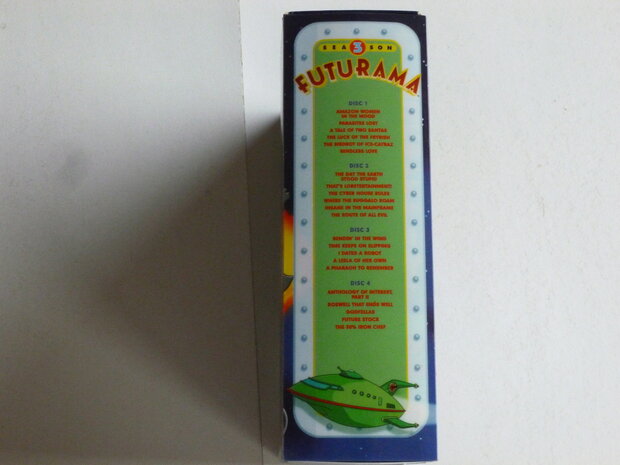 SEA 3 SON
FUTURAMA
DISC 1
AMAZON WOMEN
IN THE MOOD
PARASITES LOST
A TALE OF TWO SANTAS
THE LUCK OF THE FRYRISH
THE BIRDBOT OF ICE-CATRAZ
BENDLESS LOVE
DISC 2
THE DAY THE EARTH
STOOD STUPID
THAT'S LOBSTERTAINMENT!
THE CYBER HOUSE RULES
WHERE THE BUGGALO ROAM
INSANE IN THE MAINFRAME
THE ROUTE OF ALL EVIL
DISC 3
BENDIN' IN THE WIND
TIME KEEPS ON SLIPPING
I DATED A ROBOT
A LEELA OF HER OWN
A PHARAOH TO REMEMBER
DISC 4
ANTHOLOGY OF INTEREST,
PART II
ROSWELL THAT ENDS WELL
GODFELLAS
FUTURE STOCK
THE 30% IRON CHEF